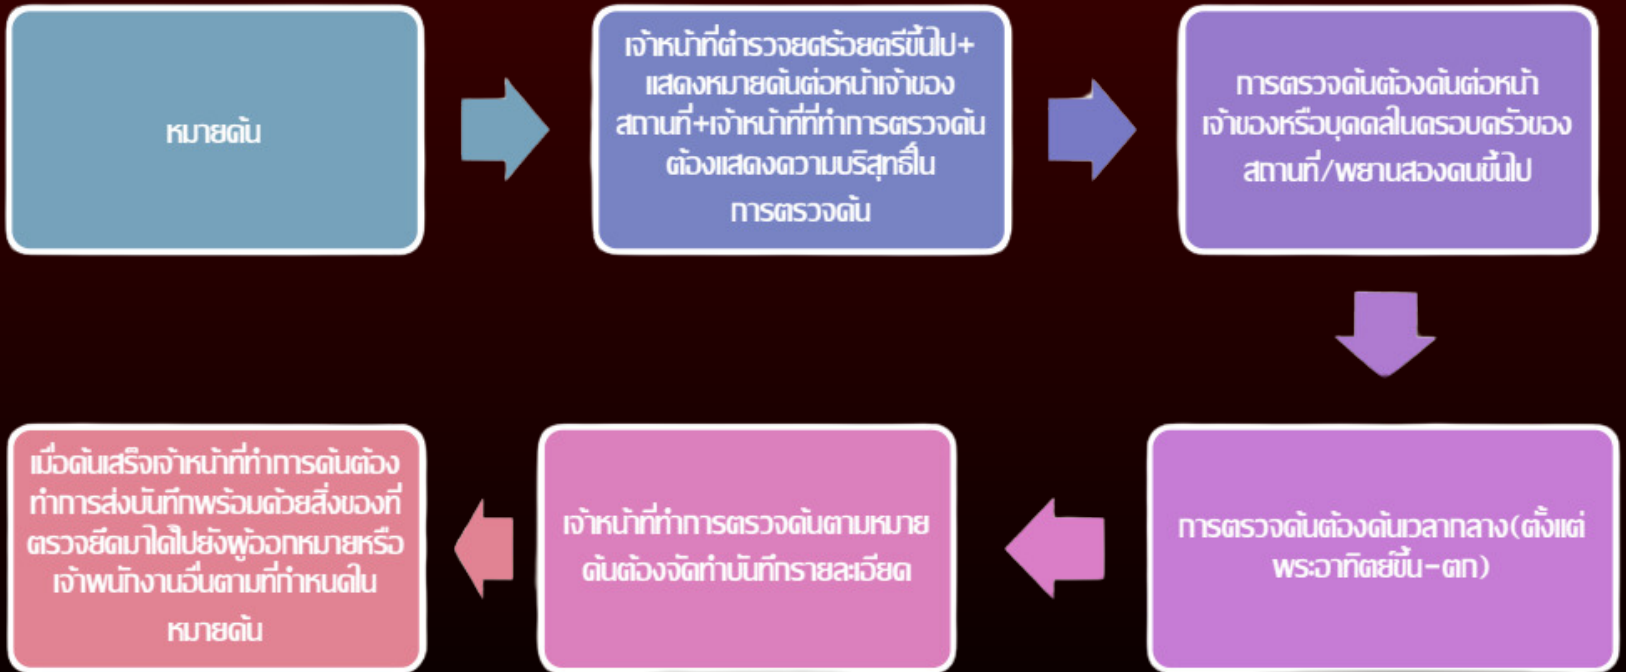 หมายค้น
เจ้าหน้าที่ตำรวจยศร้อยตรีขึ้นไป+
แสดงหมายค้นต่อหน้าเจ้าของ
สถานที่+เจ้าหน้าที่ที่ทำการตรวจค้น
ต้องแสดงความบริสุทธิ์ใน
การตรวจค้น
การตรวจค้นต้องค้นต่อหน้า
เจ้าของหรือบุคคลในครอบครัวของ
สถานที่/พยานสองคนขึ้นไป
การตรวจค้นต้องค้นเวลากลาง(ตั้งแต่
พระอาทิตย์ขึ้น-ตก)
เจ้าหน้าที่ทำการตรวจค้นตามหมาย
ค้นต้องจัดทำบันทึกรายละเอียด
เมื่อค้นเสร็จเจ้าหน้าที่ทำการค้นต้อง
ทำการส่งบันทึกพร้อมด้วยสิ่งของที่
ตรวจยึดมาได้ไปยังผู้ออกหมายหรือ
เจ้าพนักงานอื่นตามที่กำหนดใน
หมายค้น